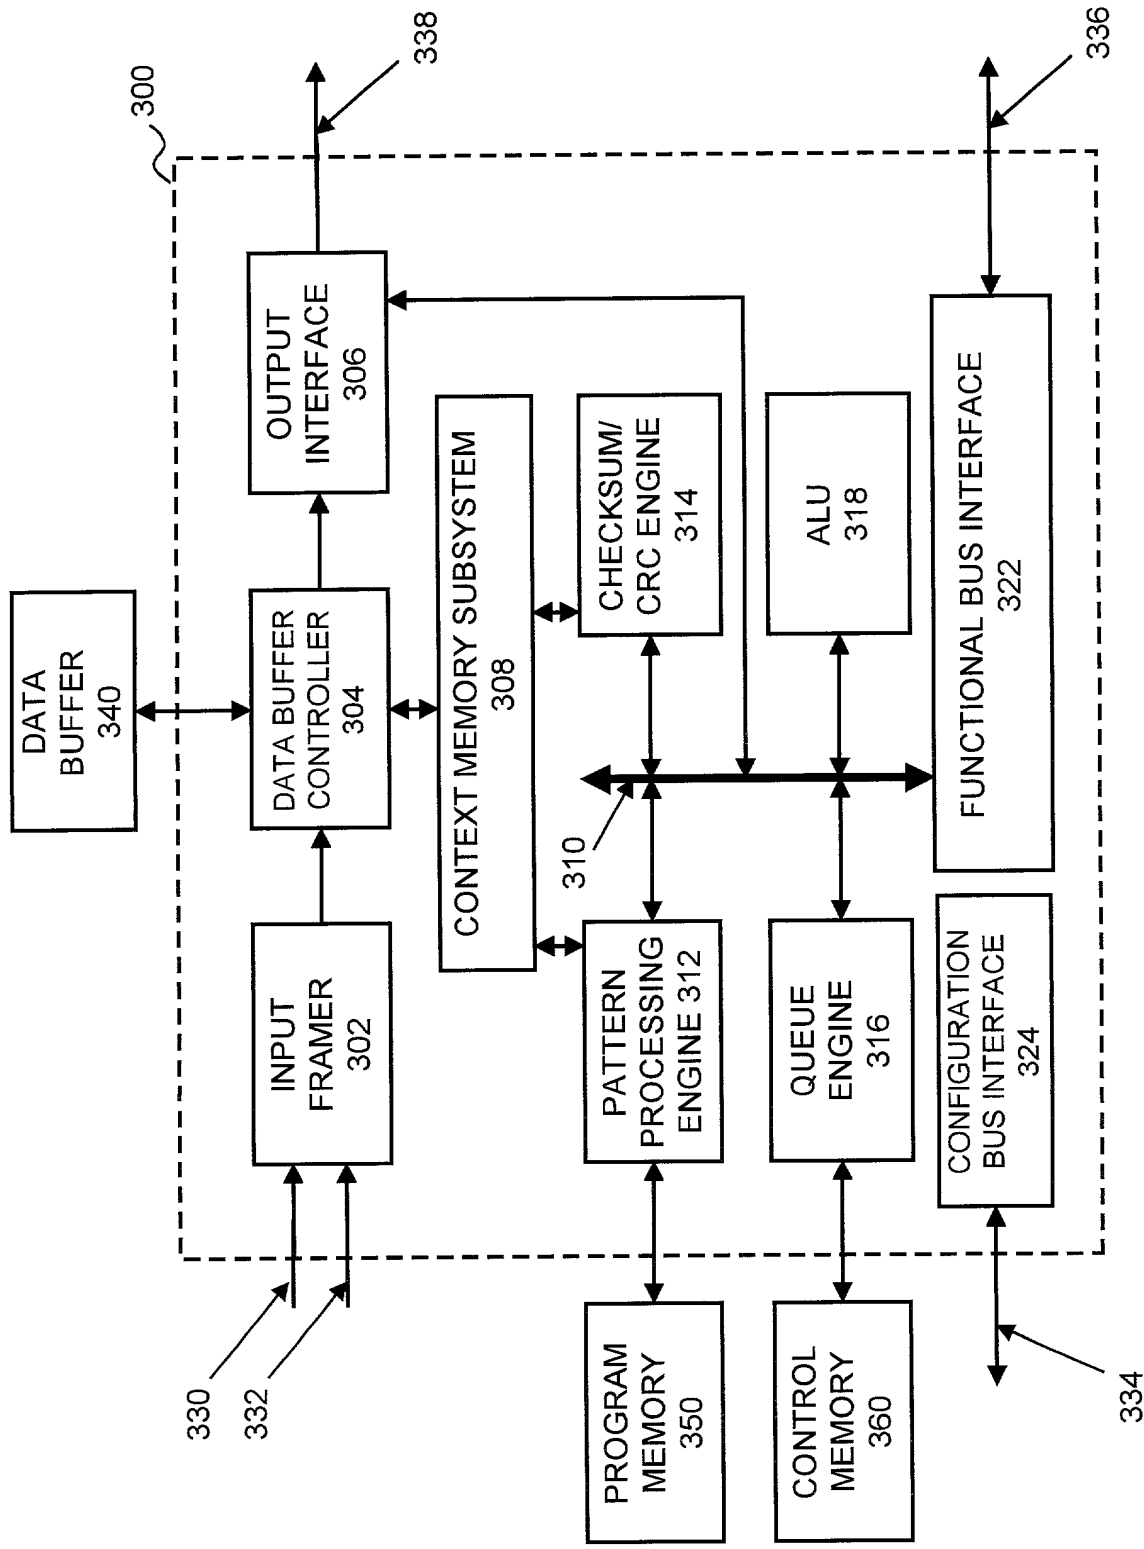 300
DATA
BUFFER
340
330
332
INPUT
FRAMER
302
DATA BUFFER
CONTROLLER
304
OUTPUT
INTERFACE
306
338
CONTEXT MEMORY SUBSYSTEM
308
PROGRAM
MEMORY
350
PATTERN
PROCESSING
ENGINE 312
310
CHECKSUM/
CRC ENGINE
314
CONTROL
MEMORY
360
QUEUE
ENGINE
316
ALU
318
334
CONFIGURATION
BUS INTERFACE
324
FUNCTIONAL BUS INTERFACE
322
336